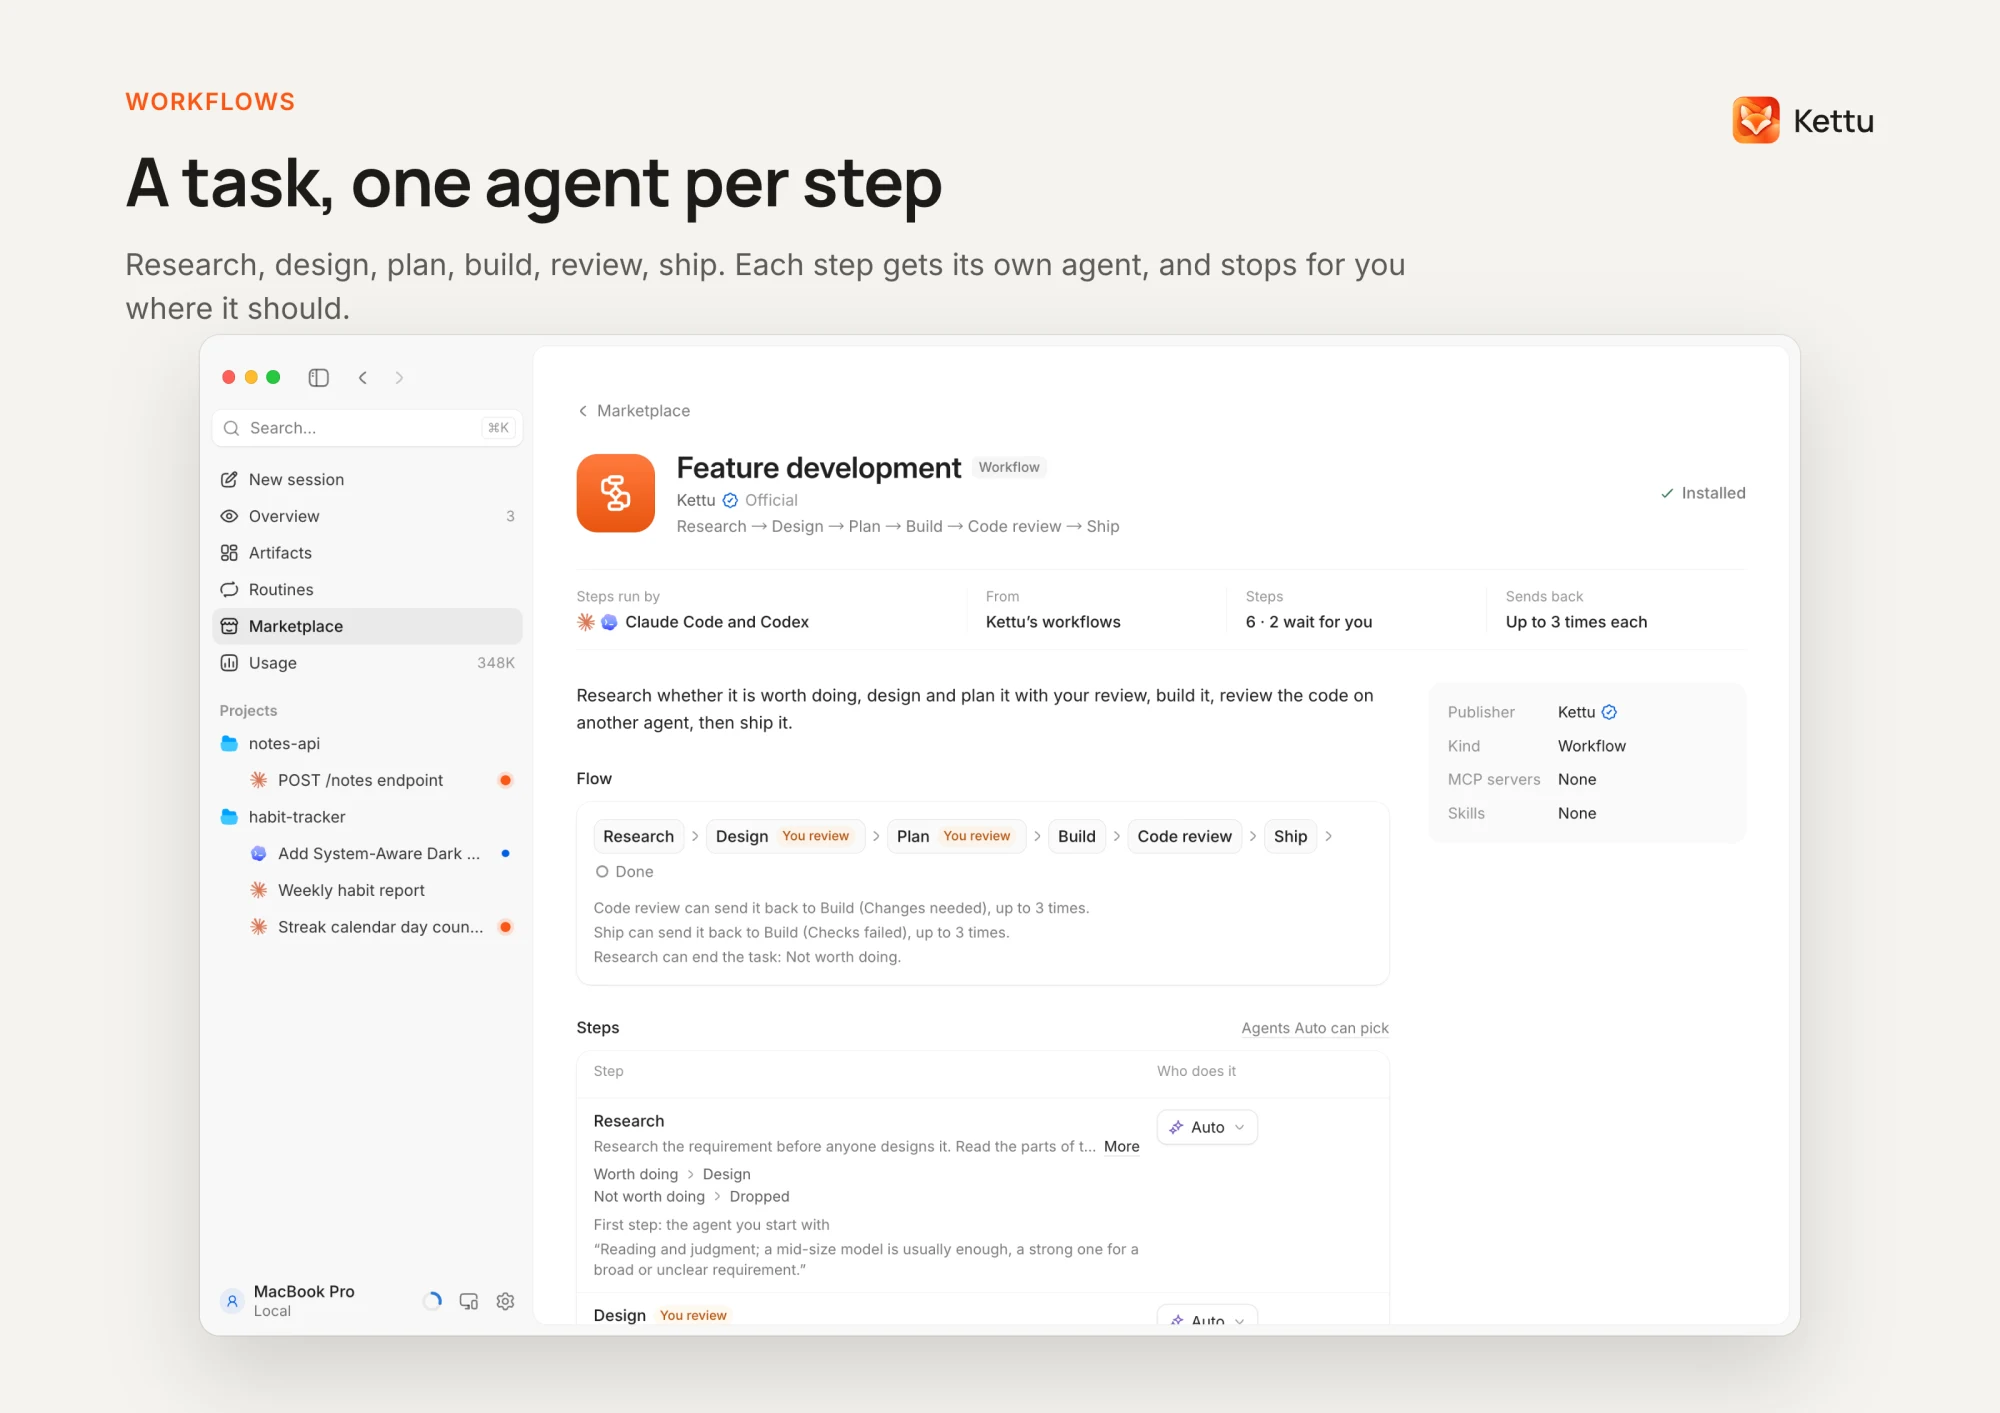 WORKFLOWS
A task, one agent per step
Research, design, plan, build, review, ship. Each step gets its own agent, and stops for you
where it should.
Kettu
Search...
⌘K
New session
Overview
3
Artifacts
Routines
Marketplace
Usage
348K
Projects
notes-api
POST /notes endpoint
habit-tracker
Add System-Aware Dark ...
Weekly habit report
Streak calendar day coun...
MacBook Pro
Local
Marketplace
Feature development
Workflow
Kettu
Official
Research → Design → Plan → Build → Code review → Ship
Installed
Steps run by
Claude Code and Codex
From
Kettu’s workflows
Steps
6 · 2 wait for you
Sends back
Up to 3 times each
Research whether it is worth doing, design and plan it with your review, build it, review the code on
another agent, then ship it.
Publisher
Kettu
Kind
Workflow
MCP servers
None
Skills
None
Flow
Research > Design You review > Plan You review > Build > Code review > Ship >
Done
Code review can send it back to Build (Changes needed), up to 3 times.
Ship can send it back to Build (Checks failed), up to 3 times.
Research can end the task: Not worth doing.
Steps
Agents Auto can pick
Step
Who does it
Research
Auto
Research the requirement before anyone designs it. Read the parts of t... More
Worth doing > Design
Not worth doing > Dropped
First step: the agent you start with
“Reading and judgment; a mid-size model is usually enough, a strong one for a
broad or unclear requirement.”
Design
You review
Auto